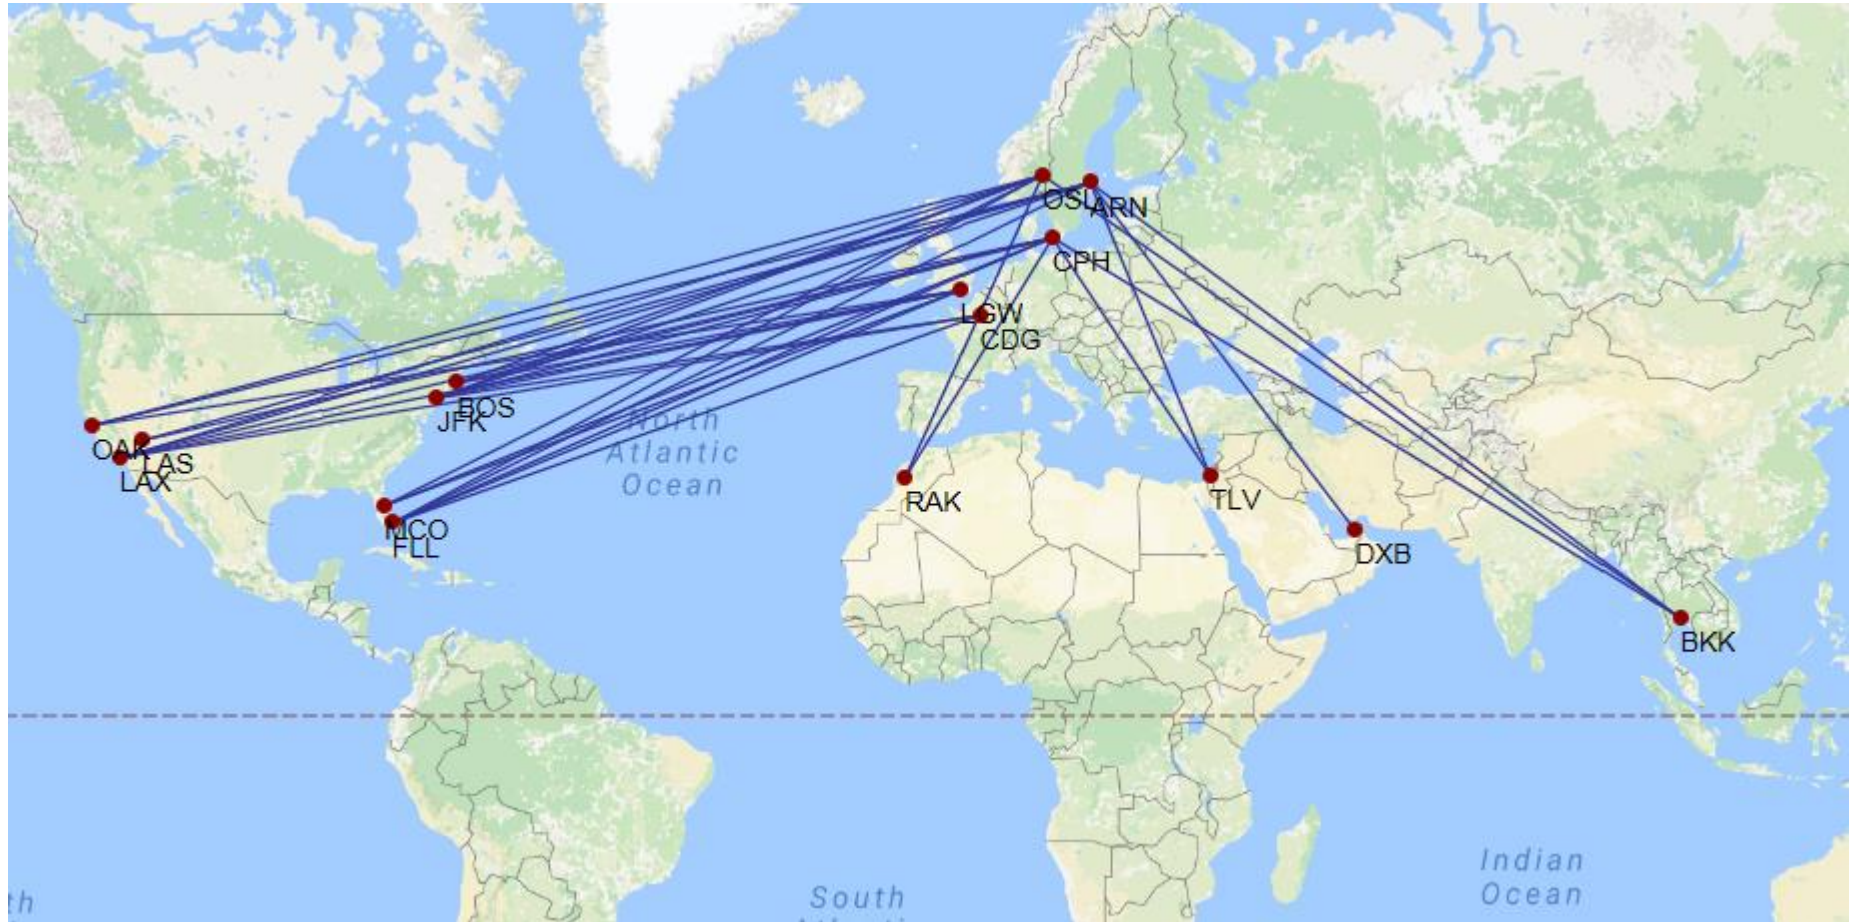 OSL
ARN
CPH
LGW
CDG
BOS
JFK
OAK
LAS
LAX
North
Atlantic
Ocean
RAK
TLV
MCO
FLL
DXB
BKK
Indian
Ocean
South